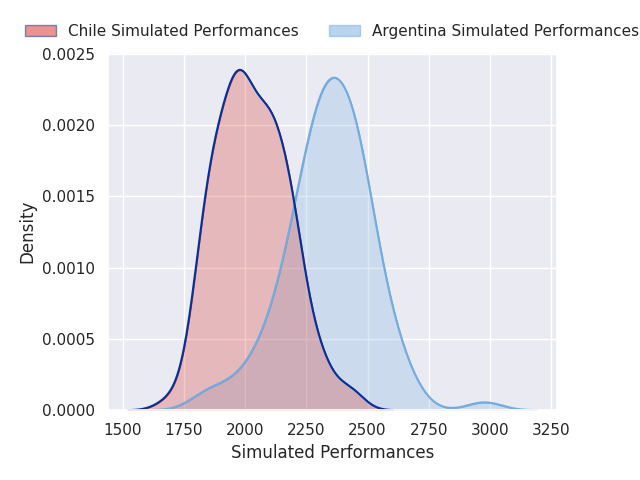 Chile Simulated Performances
Argentina Simulated Performances
0.0025
0.0020
0.0015
0.0010
0.0005
0.0000
Density
1500 1750 2000 2250 2500 2750 3000 3250
Simulated Performances